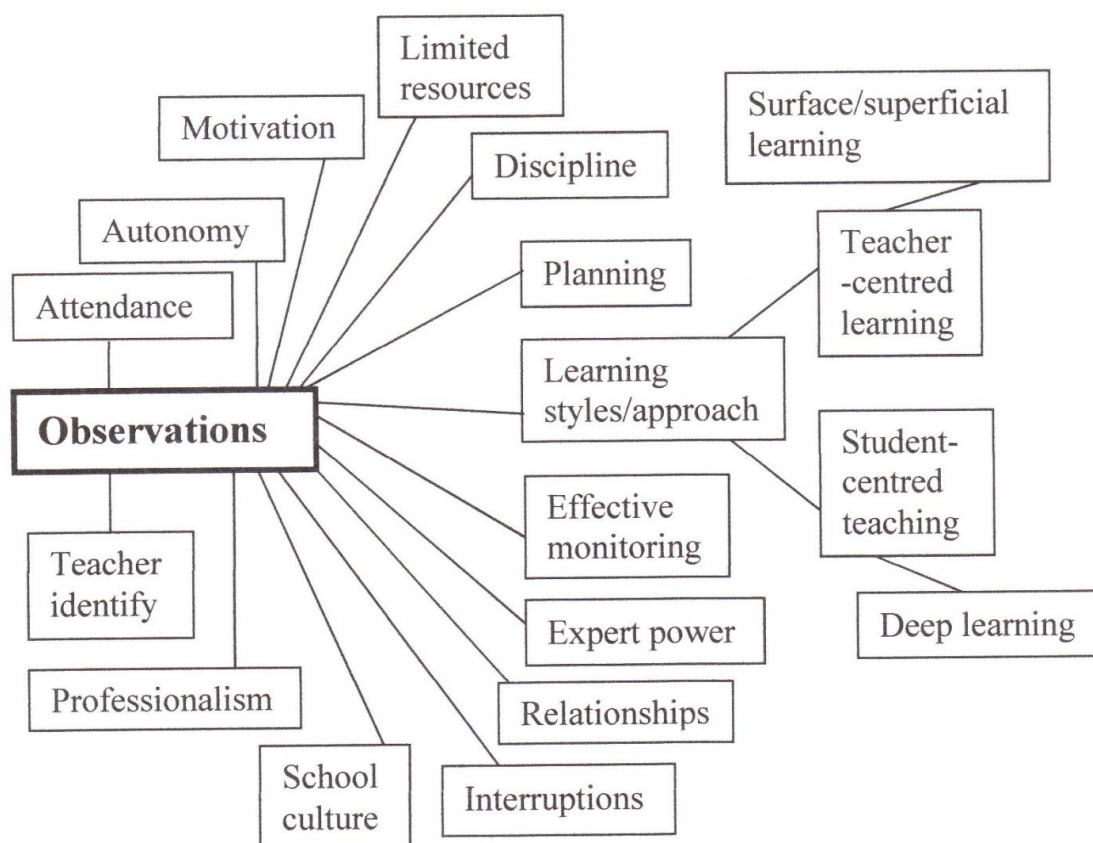 Limited
resources
Surface/superficial
learning
Motivation
Discipline
Autonomy
Teacher
-centred
learning
Planning
Attendance
Learning
styles/approach
Observations
Student-
centred
teaching
Effective
monitoring
Teacher
identify
Expert power
Deep learning
Professionalism
Relationships
School
culture
Interruptions